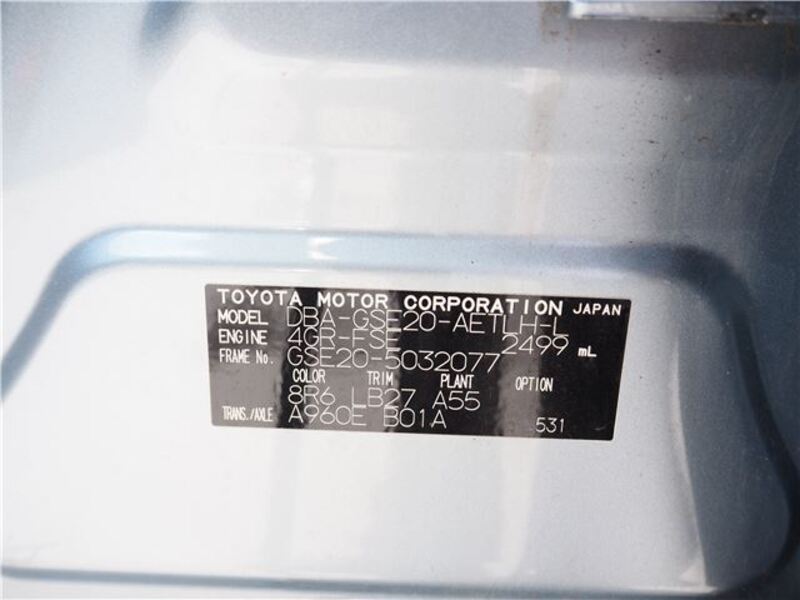 TOYOTA MOTOR CORPORATION JAPAN
MODEL DBA-GSE20-AETLH-L
ENGINE 4GR-FSE 2499 mL
FRAME No. GSE20-5032077
COLOR TRIM PLANT OPTION
8R6 LB27 A55
TRANS./AXLE A960E B01A 531